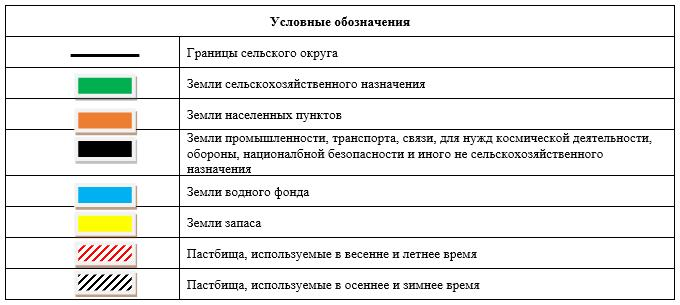 Условные обозначения
Границы сельского округа
Земли сельскохозяйственного назначения
Земли населенных пунктов
Земли промышленности, транспорта, связи, для нужд космической деятельности,
обороны, националбной безопасности и иного не сельскохозяйственного
назначения
Земли водного фонда
Земли запаса
Пастбища, используемые в весенне и летнее время
Пастбища, используемые в осеннее и зимнее время